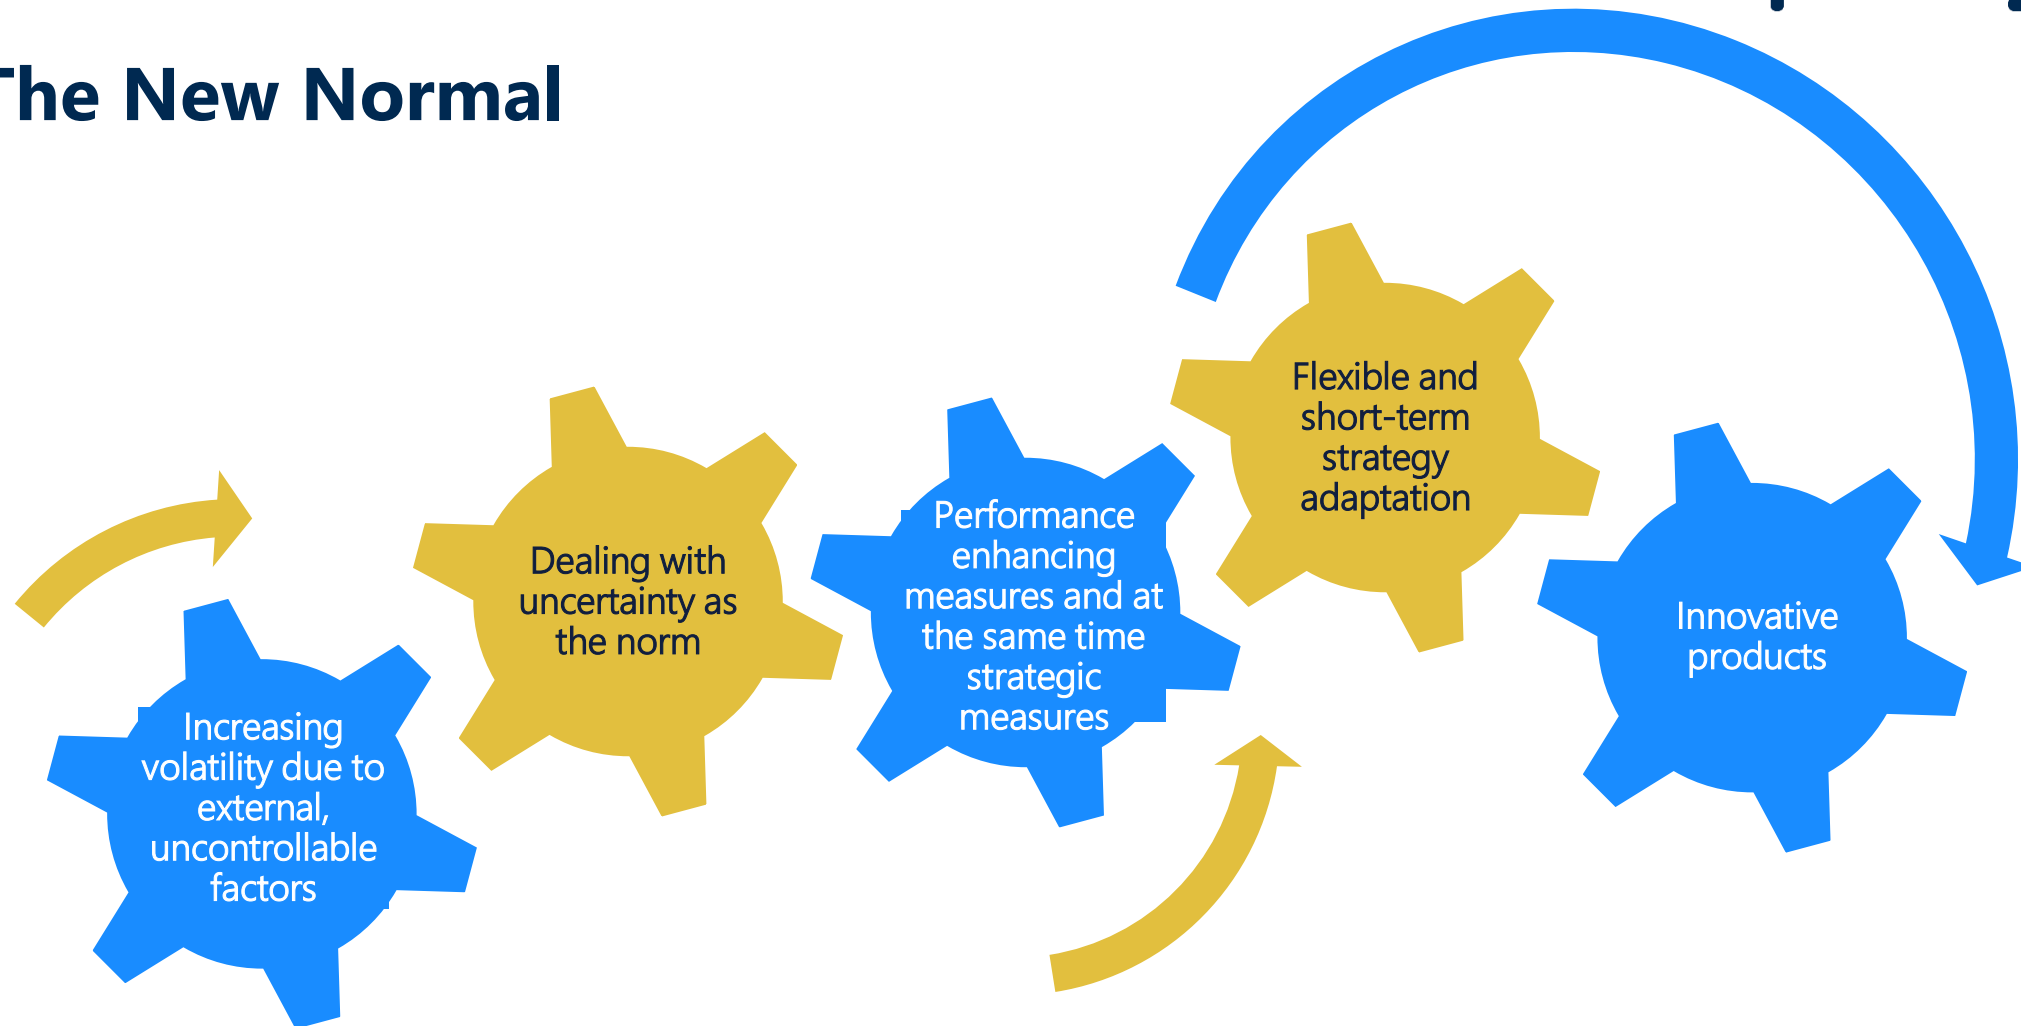 The New Normal
Increasing
volatility due to
external,
uncontrollable
factors
Dealing with
uncertainty as
the norm
Performance
enhancing
measures and at
the same time
strategic
measures
Flexible and
short-term
strategy
adaptation
Innovative
products